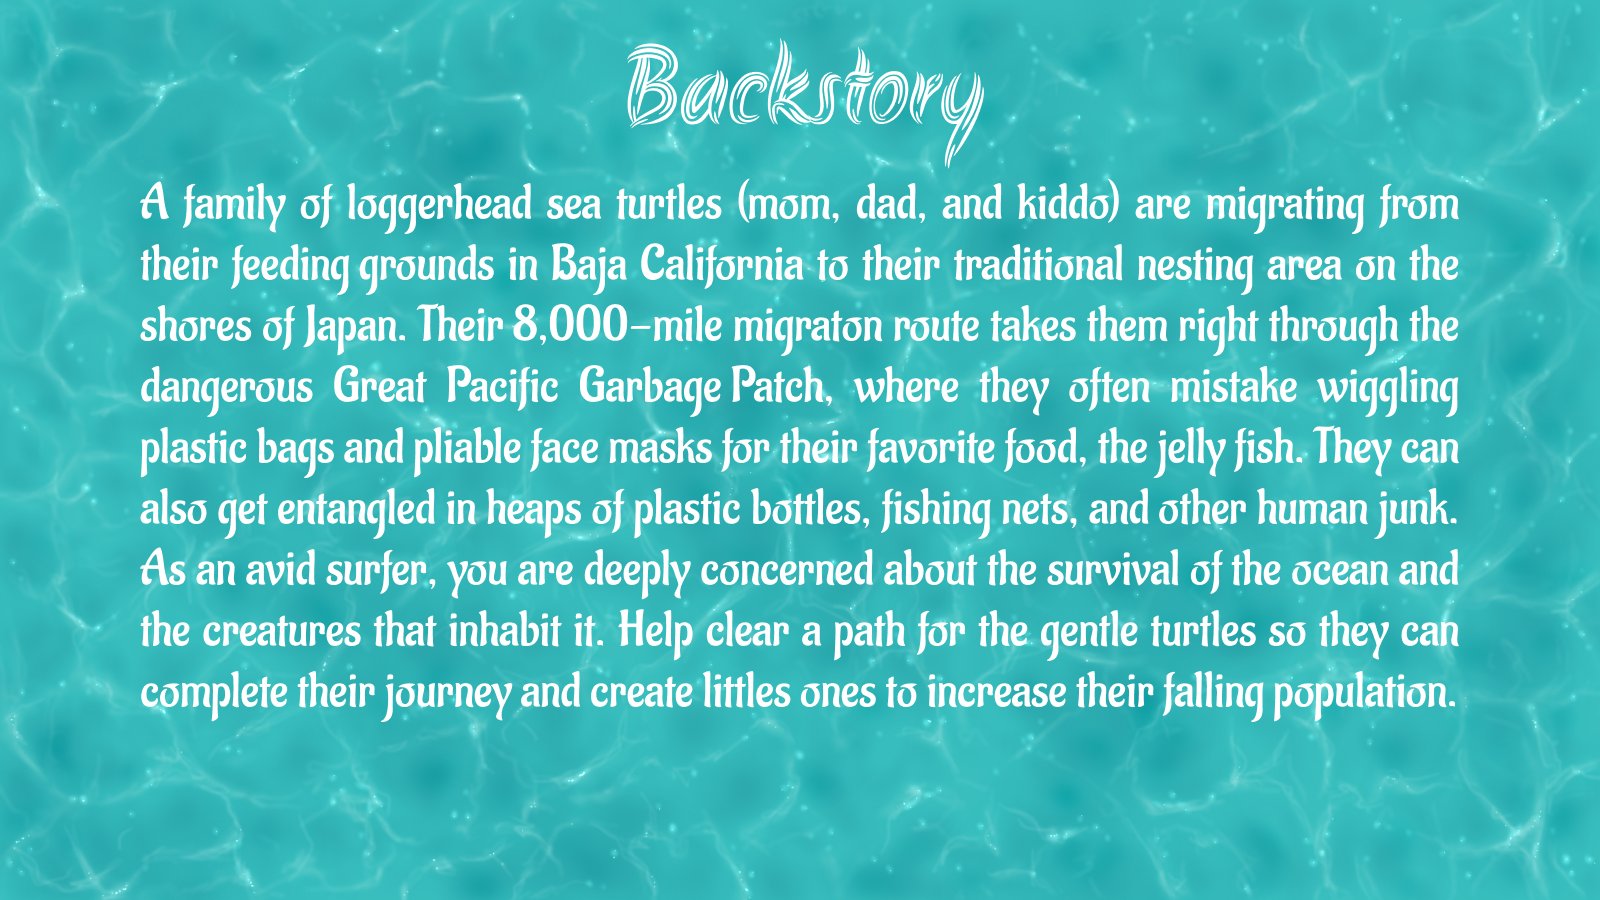 Backstory
A family of loggerhead sea turtles (mom, dad, and kiddo) are migrating from
their feeding grounds in Baja California to their traditional nesting area on the
shores of Japan. Their 8,000-mile migraton route takes them right through the
dangerous Great Pacific Garbage Patch, where they often mistake wiggling
plastic bags and pliable face masks for their favorite food, the jelly fish. They can
also get entangled in heaps of plastic bottles, fishing nets, and other human junk.
As an avid surfer, you are deeply concerned about the survival of the ocean and
the creatures that inhabit it. Help clear a path for the gentle turtles so they can
complete their journey and create littles ones to increase their falling population.